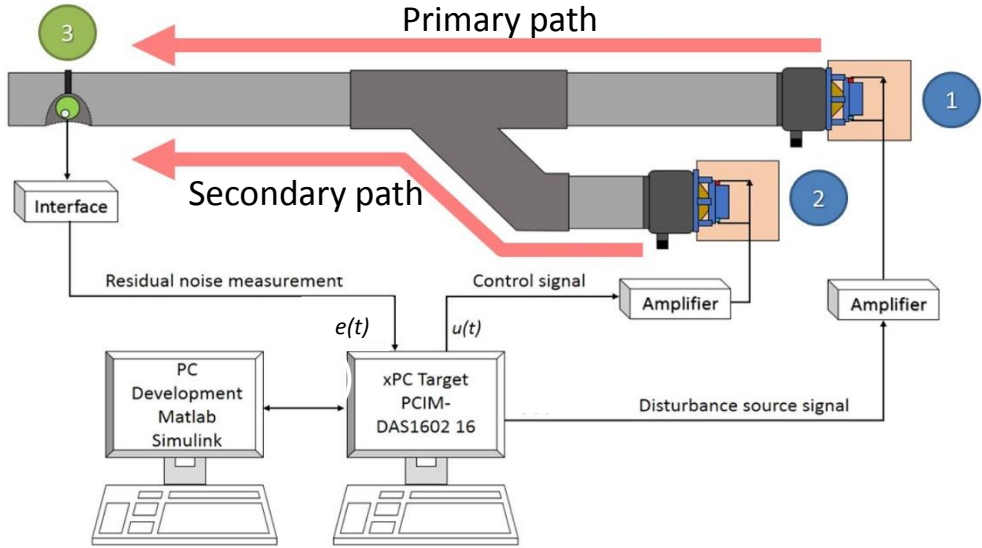 Primary path
3
1
2
Secondary path
Interface
Residual noise measurement
Control signal
Amplifier
Amplifier
e(t)
u(t)
PC
Development
Matlab
Simulink
xPC Target
PCIM-
DAS1602 16
Disturbance source signal